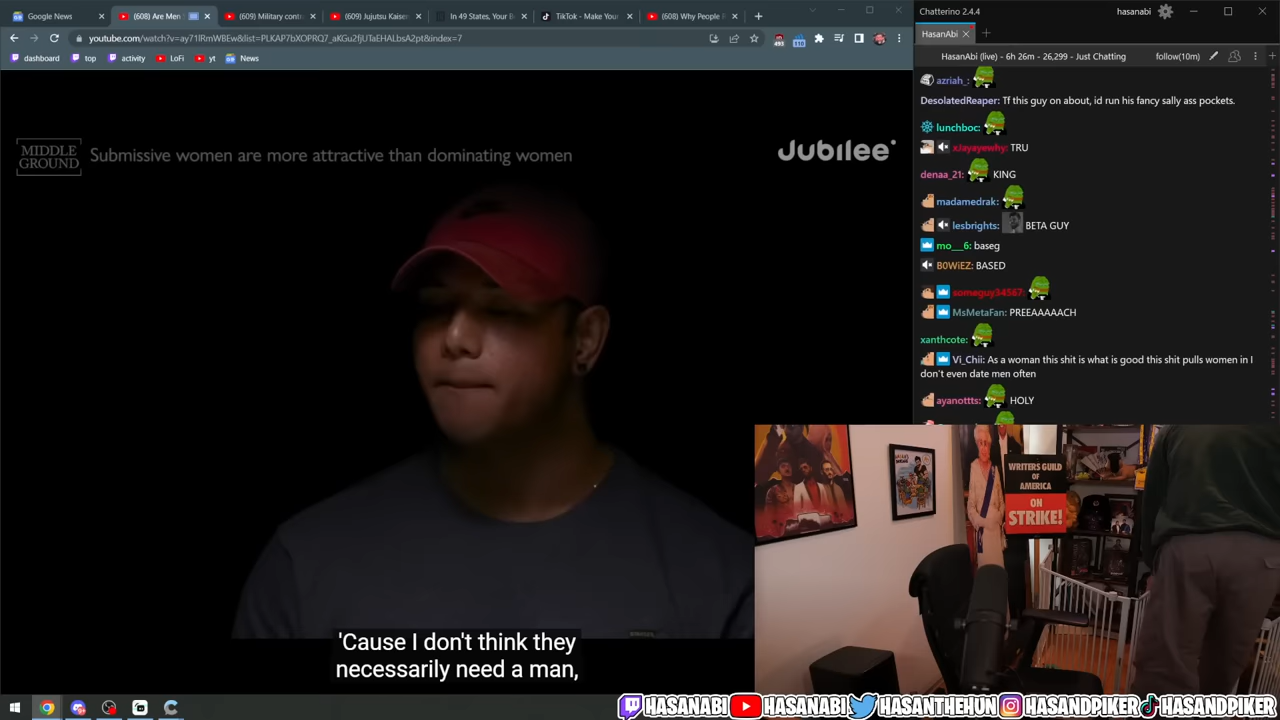 Google News
(608) Are Men
(609) Military contr
(609) Jujutsu Kaisen
In 49 States, Your B
TikTok - Make Your
(608) Why People F
youtube.com/watch?v=ay71IRmWBEw&list=PLKAP7bXOPRQ7_aKGu2fjUTaEHALbsA2pt&index=7
dashboard
top
activity
LoFi
yt
News
MIDDLE
GROUND
Submissive women are more attractive than dominating women
Jubilee
'Cause I don't think they
necessarily need a man,
Chatterino 2.4.4
hasanabi
HasanAbi
HasanAbi (live) - 6h 26m - 26,299 - Just Chatting
follow(10m)
azriah_:
DesolatedReaper: Tf this guy on about, id run his fancy sally ass pockets.
lunchboc:
xJayayewhy: TRU
denaa_21: KING
madamedrak:
lesbrights: BETA GUY
mo___6: baseg
B0WiEZ: BASED
someguy34567:
MsMetaFan: PREEAAAAACH
xanthcote:
Vi_Chii: As a woman this shit is what is good this shit pulls women in I
don't even date men often
ayanottts: HOLY
WRITERS GUILD
OF
AMERICA
ON
STRIKE!
HASANABI
HASANABI
HASANTHEHUN
HASANDPIKER
HASANDPIKER